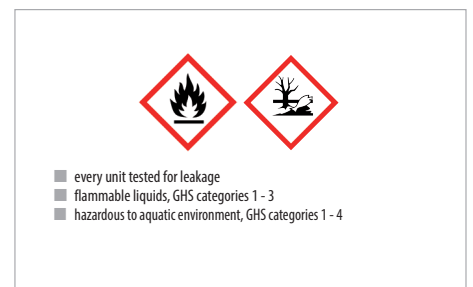 every unit tested for leakage
flammable liquids, GHS categories 1 - 3
hazardous to aquatic environment, GHS categories 1 - 4